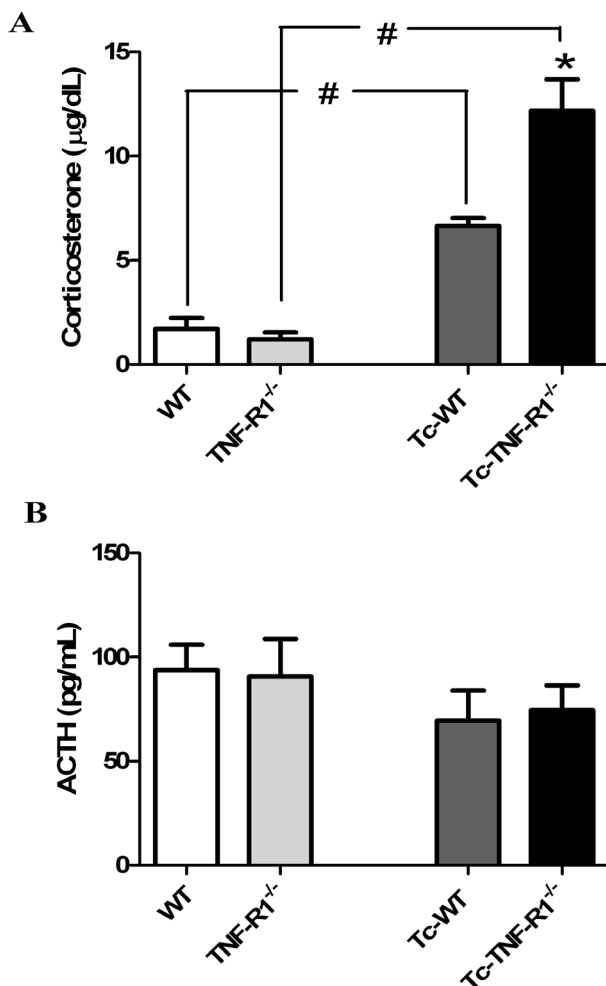 A
Corticosterone (μg/dL)
15
10
5
0
#
#
*
WT
TNF-R1-/-
Tc-WT
Tc-TNF-R1-/-
B
ACTH (pg/mL)
150
100
50
0
WT
TNF-R1-/-
Tc-WT
Tc-TNF-R1-/-